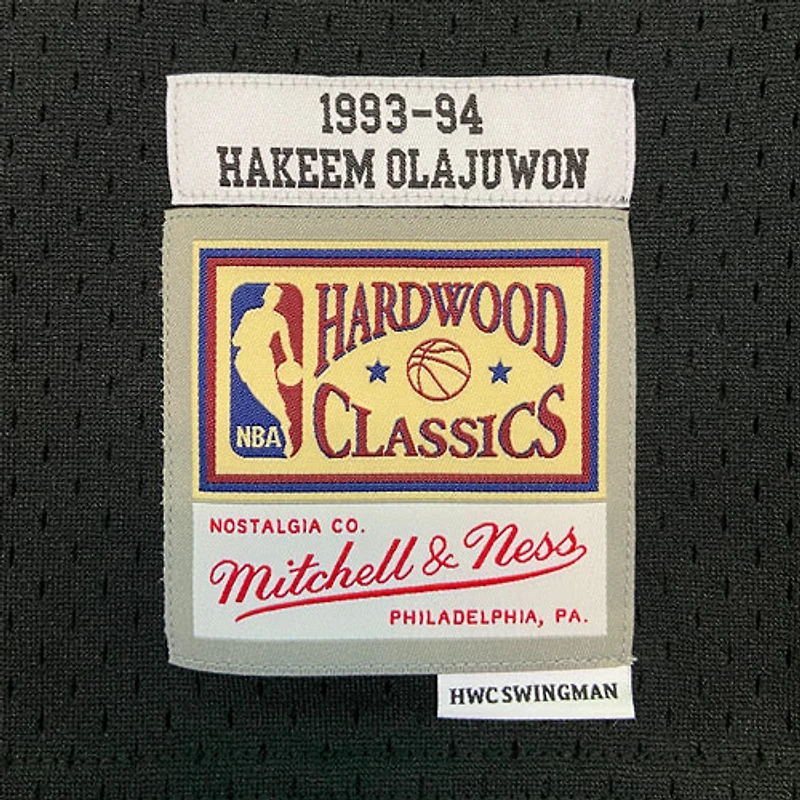 1993-94
HAKEEM OLAJUWON
HARDWOOD
CLASSICS
NBA
NOSTALGIA CO.
Mitchell & Ness
PHILADELPHIA, PA.
HWC SWINGMAN